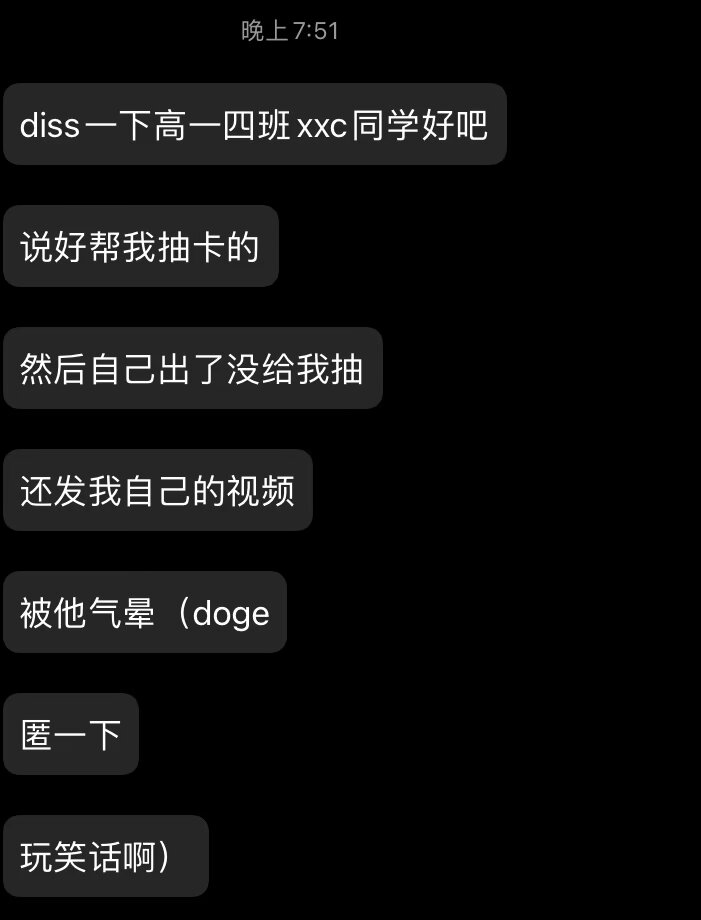 晚上7:51
diss一下高一四班xxc同学好吧
说好帮我抽卡的
然后自己出了没给我抽
还发我自己的视频
被他气晕（doge
匿一下
玩笑话啊）